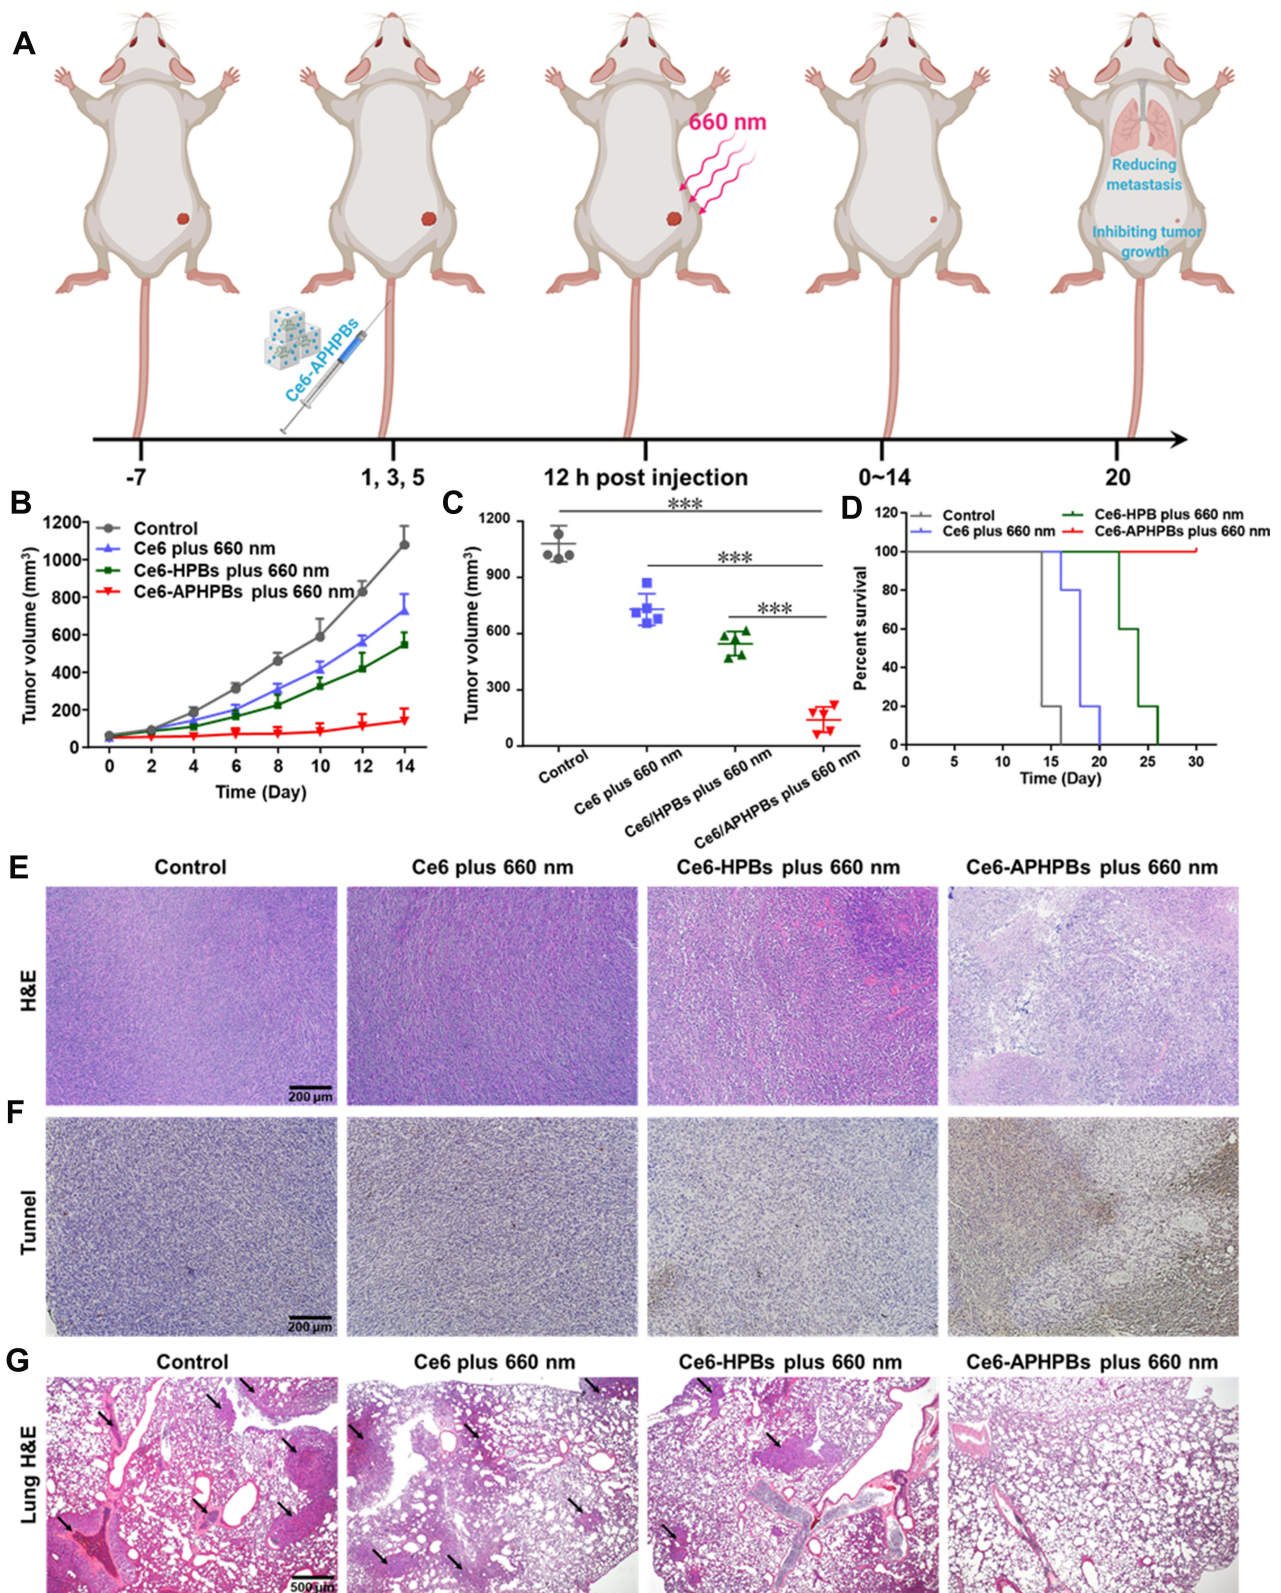 A
660 nm
Reducing
metastasis
Inhibiting tumor
growth
Ce6-APHPBs
-7
1, 3, 5
12 h post injection
0~14
20
B
1200
1000
800
600
400
200
0
Tumor volume (mm³)
Control
Ce6 plus 660 nm
Ce6-HPBs plus 660 nm
Ce6-APHPBs plus 660 nm
0 2 4 6 8 10 12 14
Time (Day)
C
1200
900
600
300
0
Tumor volume (mm³)
***
***
***
Control
Ce6 plus 660 nm
Ce6/HPBs plus 660 nm
Ce6/APHPBs plus 660 nm
D
120
100
80
60
40
20
0
Percent survival
Control
Ce6 plus 660 nm
Ce6-HPB plus 660 nm
Ce6-APHPBs plus 660 nm
0 5 10 15 20 25 30
Time (Day)
E
Control Ce6 plus 660 nm Ce6-HPBs plus 660 nm Ce6-APHPBs plus 660 nm
H&E
200 µm
F
Tunnel
200 µm
G
Control Ce6 plus 660 nm Ce6-HPBs plus 660 nm Ce6-APHPBs plus 660 nm
Lung H&E
500 µm